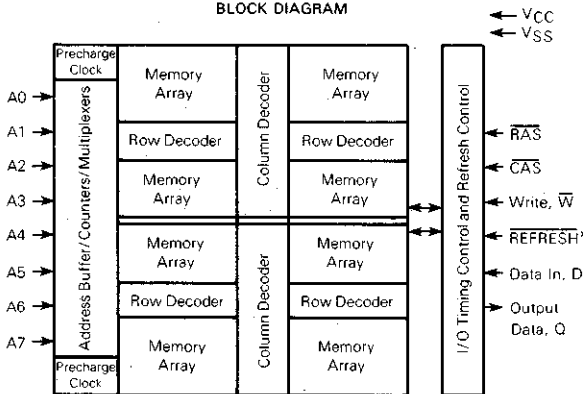 BLOCK DIAGRAM
VCC
VSS
Precharge
Clock
Memory
Array
Memory
Array
A0
A1
A2
A3
A4
A5
A6
A7
Address Buffer/Counters/Multiplexers
Row Decoder
Column Decoder
Row Decoder
Memory
Array
Memory
Array
Memory
Array
Memory
Array
Row Decoder
Column Decoder
Row Decoder
Memory
Array
Memory
Array
Precharge
Clock
I/O Timing Control and Refresh Control
R̅A̅S̅
C̅A̅S̅
Write, W̅
R̅E̅F̅R̅E̅S̅H̅*
Data In, D
Output
Data, Q